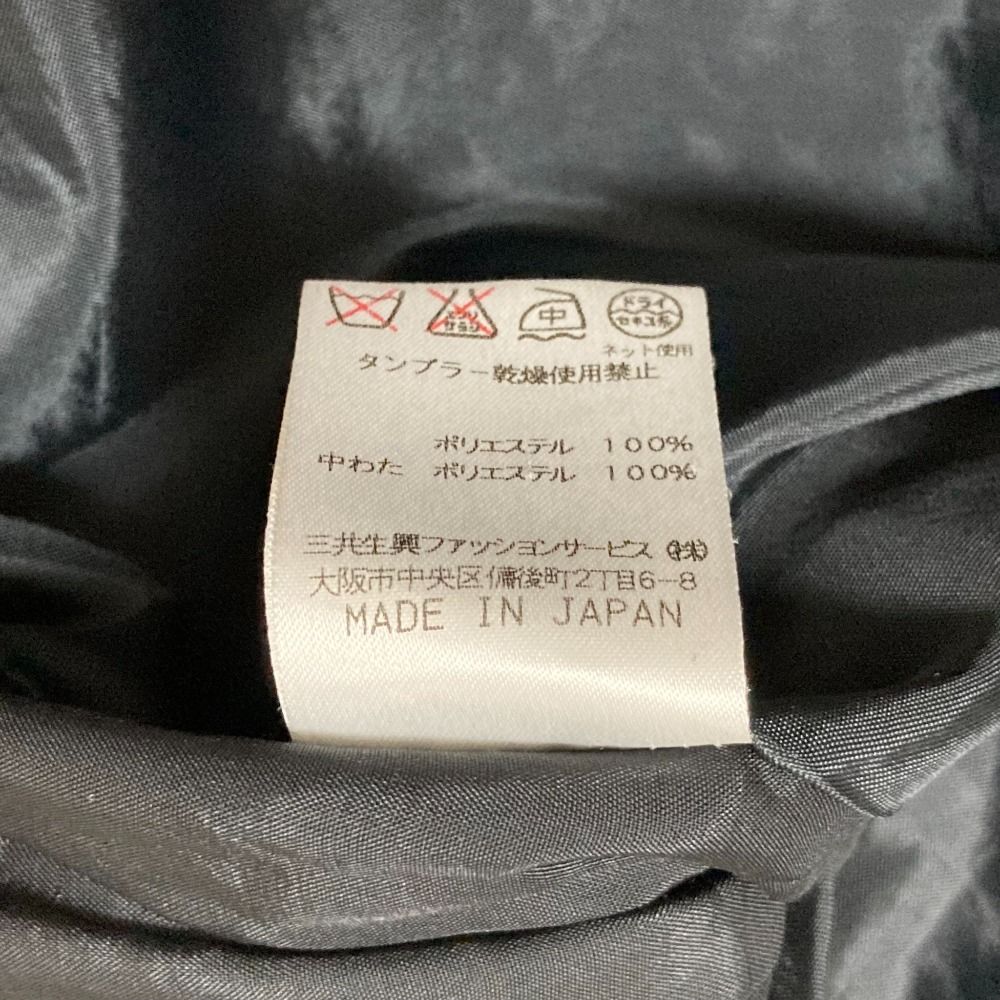 エンソ
サラシ
中
ドライ
セキユ系
ネット使用
タンブラー乾燥使用禁止
ポリエステル 100%
中わた ポリエステル 100%
三共生興ファッションサービス ㈱
大阪市中央区備後町2丁目6-8
MADE IN JAPAN